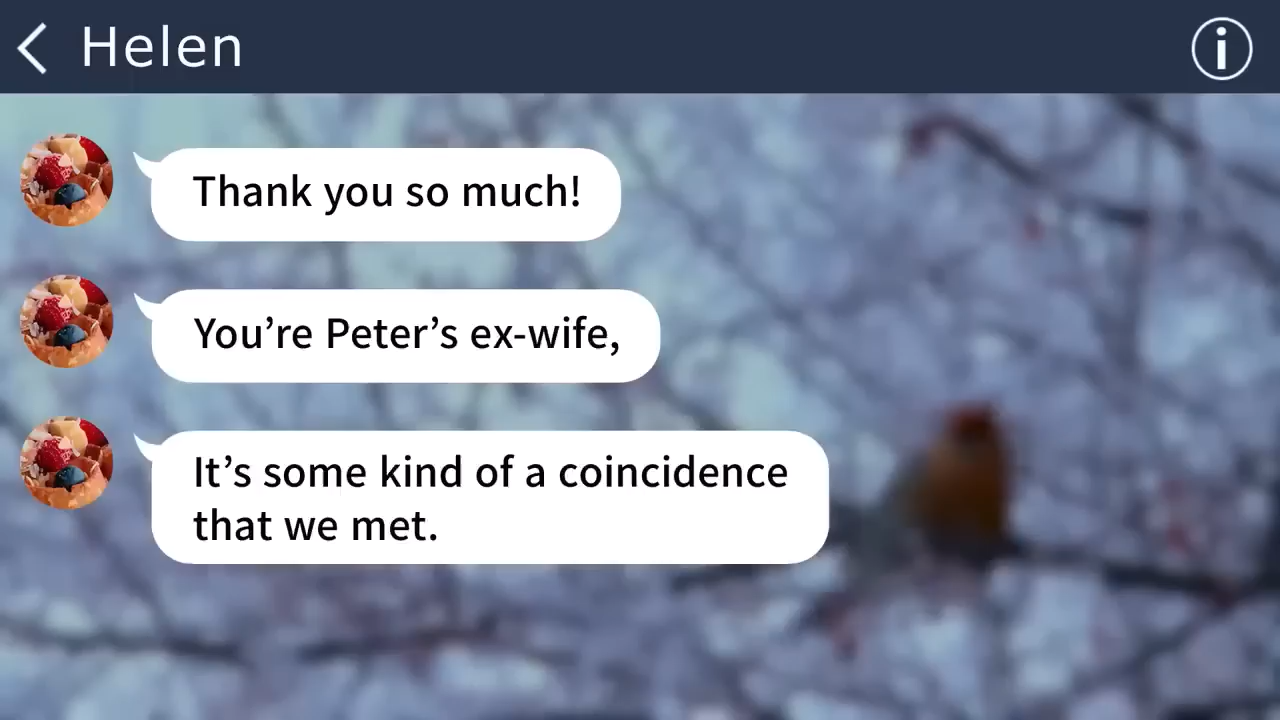 Helen
Thank you so much!
You’re Peter’s ex-wife,
It’s some kind of a coincidence
that we met.